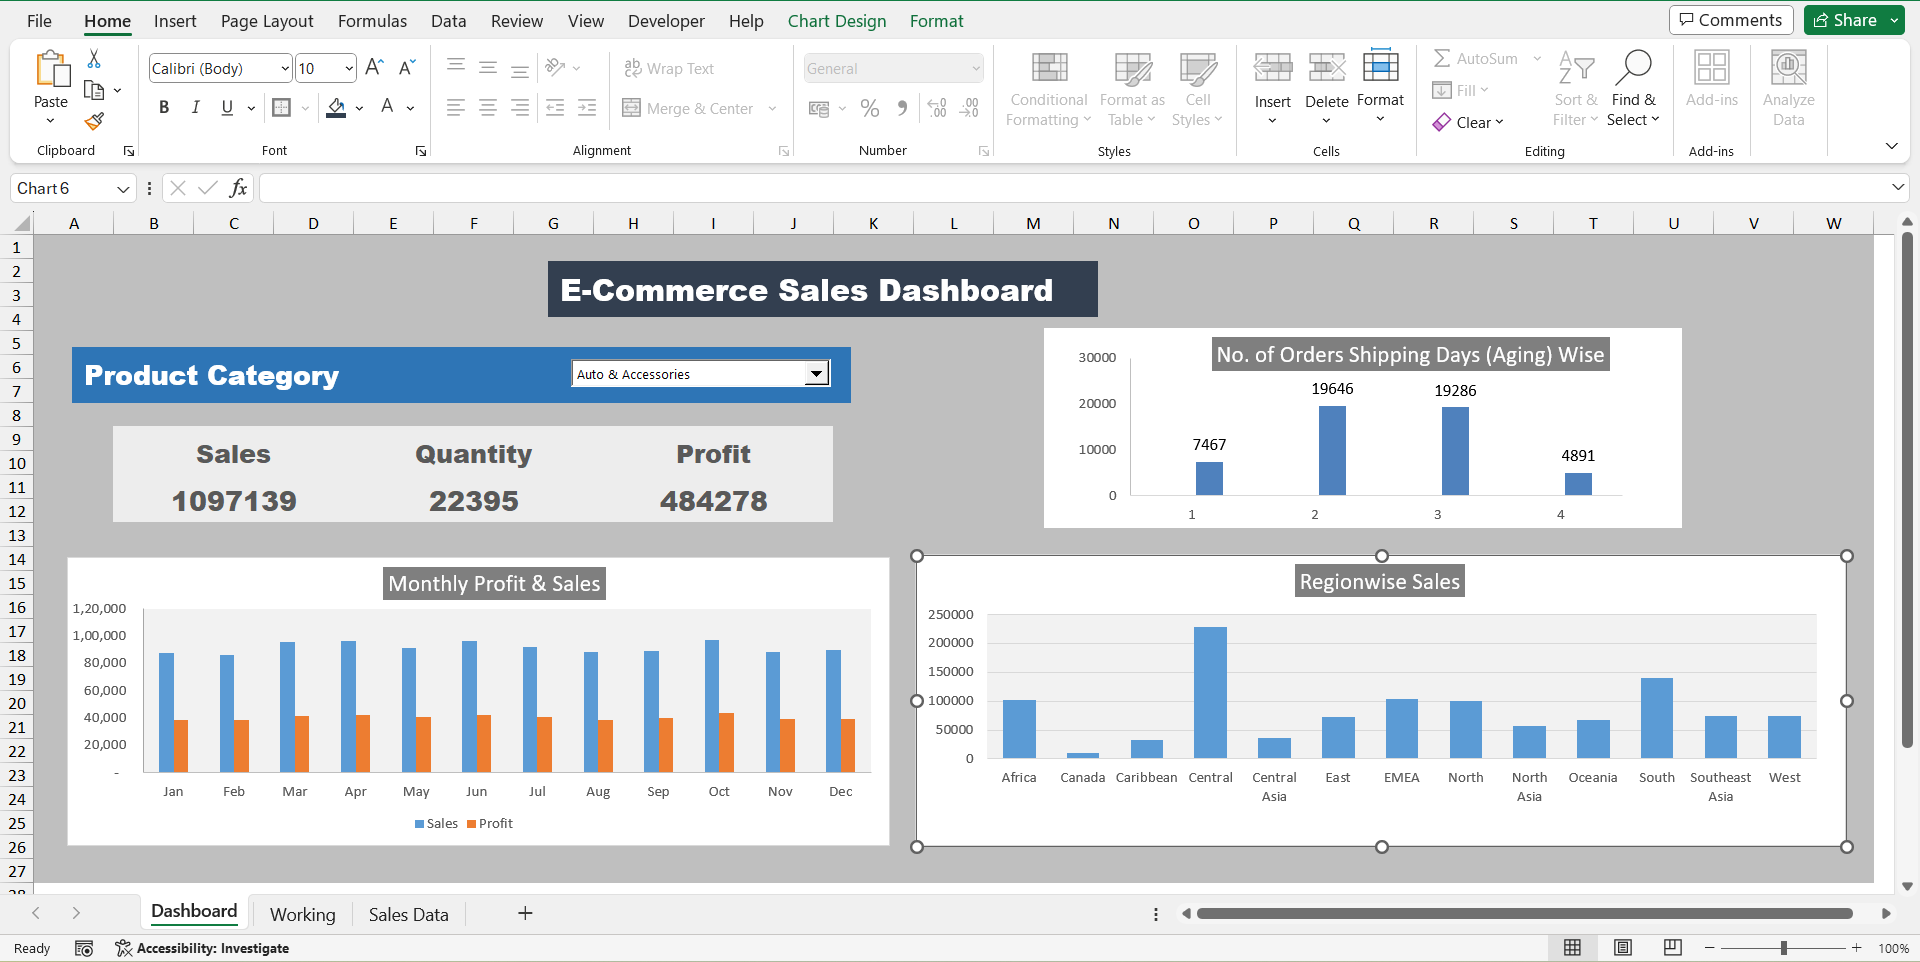 File Home Insert Page Layout Formulas Data Review View Developer Help Chart Design Format Comments Share
Calibri (Body) 10 Wrap Text General AutoSum
Paste Conditional Formatting Format as Table Cell Styles Insert Delete Format Fill Sort & Filter Find & Select Add-ins Analyze Data
B I U A Merge & Center Clear
Clipboard Font Alignment Number Styles Cells Editing Add-ins
Chart 6 fx
A B C D E F G H I J K L M N O P Q R S T U V W
1
2
3
4
5
6
7
8
9
10
11
12
13
14
15
16
17
18
19
20
21
22
23
24
25
26
27
28
E-Commerce Sales Dashboard
Product Category Auto & Accessories
Sales Quantity Profit
1097139 22395 484278
No. of Orders Shipping Days (Aging) Wise
30000
20000
10000
0
7467 19646 19286 4891
1 2 3 4
Monthly Profit & Sales
1,20,000
1,00,000
80,000
60,000
40,000
20,000
-
Jan Feb Mar Apr May Jun Jul Aug Sep Oct Nov Dec
Sales Profit
Regionwise Sales
250000
200000
150000
100000
50000
0
Africa Canada Caribbean Central Central Asia East EMEA North North Asia Oceania South Southeast Asia West
Dashboard Working Sales Data
Ready Accessibility: Investigate 100%